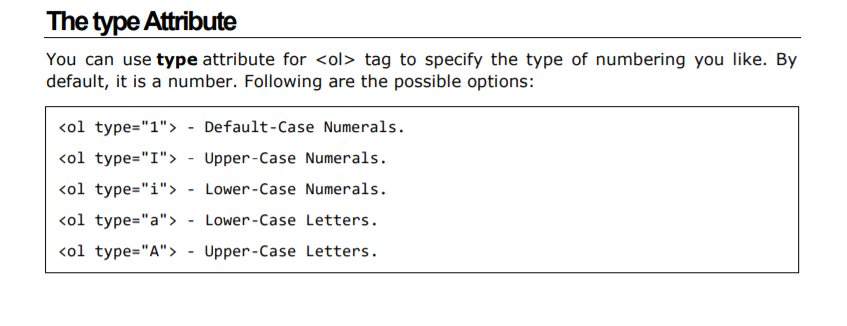 The type Attribute
You can use type attribute for <ol> tag to specify the type of numbering you like. By
default, it is a number. Following are the possible options:
<ol type="1"> - Default-Case Numerals.
<ol type="I"> - Upper-Case Numerals.
<ol type="i"> - Lower-Case Numerals.
<ol type="a"> - Lower-Case Letters.
<ol type="A"> - Upper-Case Letters.